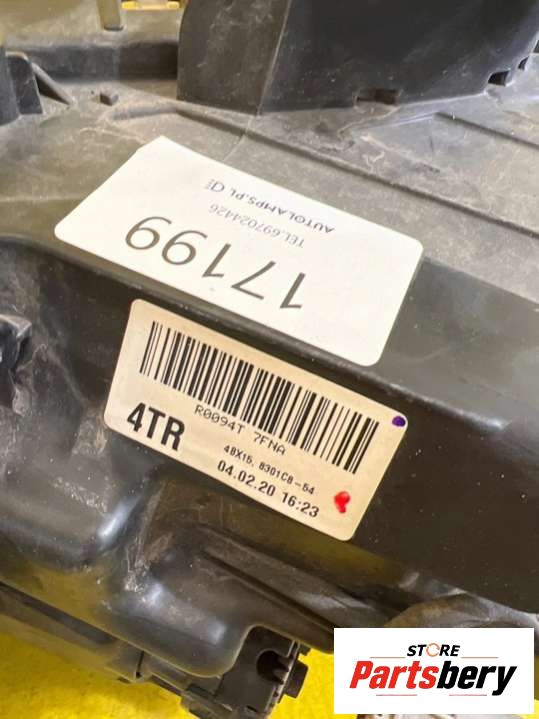 AUTOLAMPS.PL
TEL.697024426
17199
R0094T 7FNA
4TR
48X15, 8301C8-54
04.02.20 16:23
STORE
Partsbery